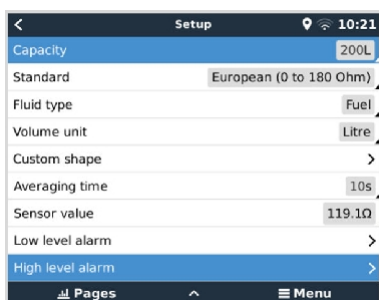 Setup 10:21
Capacity 200L
Standard European (0 to 180 Ohm)
Fluid type Fuel
Volume unit Litre
Custom shape
Averaging time 10s
Sensor value 119.1Ω
Low level alarm
High level alarm
Pages Menu